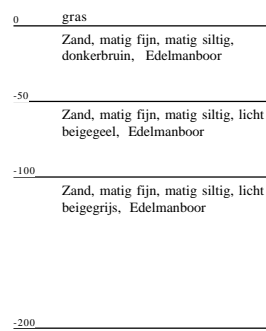 0 gras
Zand, matig fijn, matig siltig,
donkerbruin, Edelmanboor
-50
Zand, matig fijn, matig siltig, licht
beigegeel, Edelmanboor
-100
Zand, matig fijn, matig siltig, licht
beigegrijs, Edelmanboor
-200